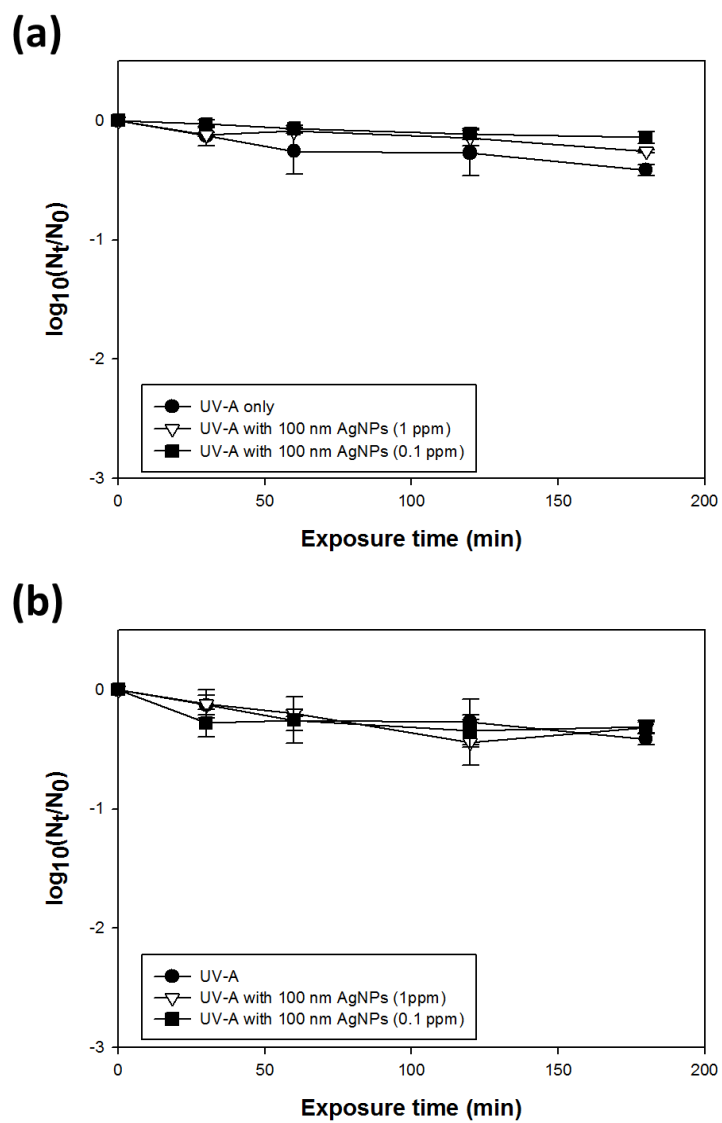 (a)
0
-1
-2
-3
log10(Nt/N0)
UV-A only
UV-A with 100 nm AgNPs (1 ppm)
UV-A with 100 nm AgNPs (0.1 ppm)
0 50 100 150 200
Exposure time (min)
(b)
0
-1
-2
-3
log10(Nt/N0)
UV-A
UV-A with 100 nm AgNPs (1ppm)
UV-A with 100 nm AgNPs (0.1 ppm)
0 50 100 150 200
Exposure time (min)